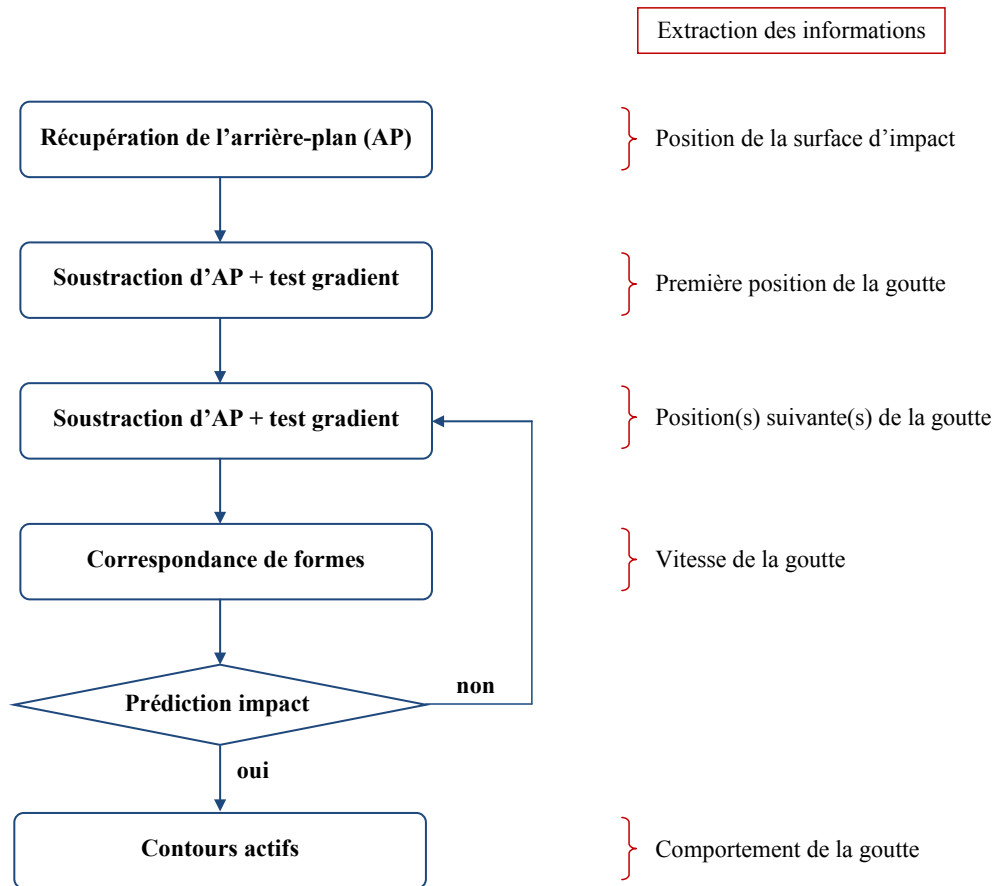 Extraction des informations
Récupération de l’arrière-plan (AP)
Position de la surface d’impact
Soustraction d’AP + test gradient
Première position de la goutte
Soustraction d’AP + test gradient
Position(s) suivante(s) de la goutte
Correspondance de formes
Vitesse de la goutte
Prédiction impact
non
oui
Contours actifs
Comportement de la goutte